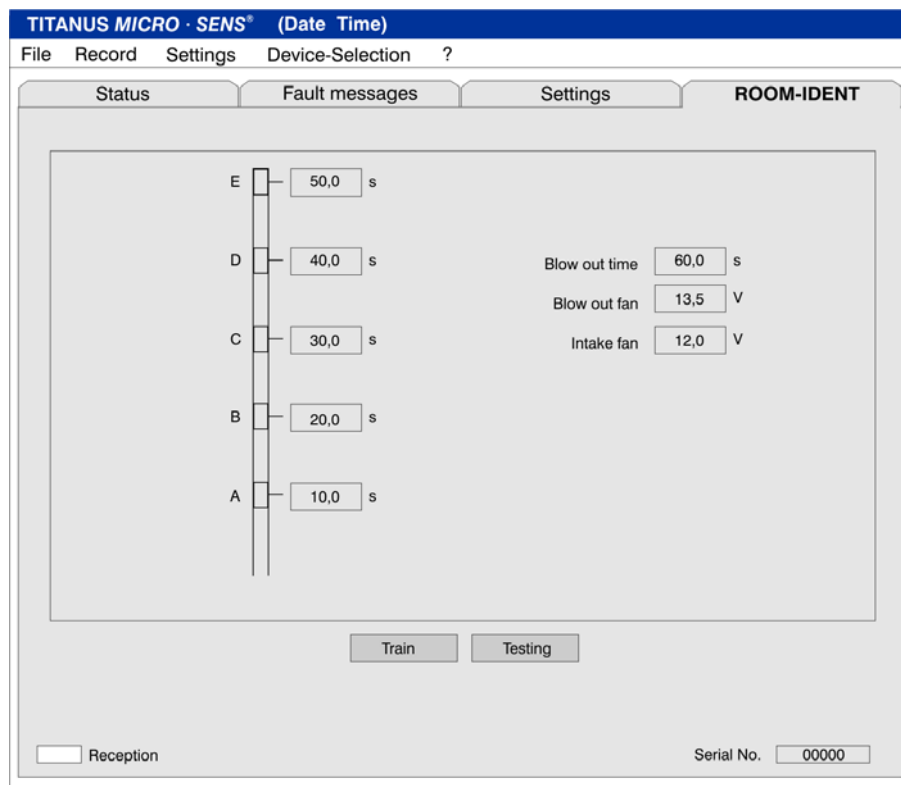 TITANUS MICRO · SENS® (Date Time)
File Record Settings Device-Selection ?
Status Fault messages Settings ROOM-IDENT
E 50,0 s
D 40,0 s
Blow out time 60,0 s
Blow out fan 13,5 V
C 30,0 s
Intake fan 12,0 V
B 20,0 s
A 10,0 s
Train Testing
Reception Serial No. 00000